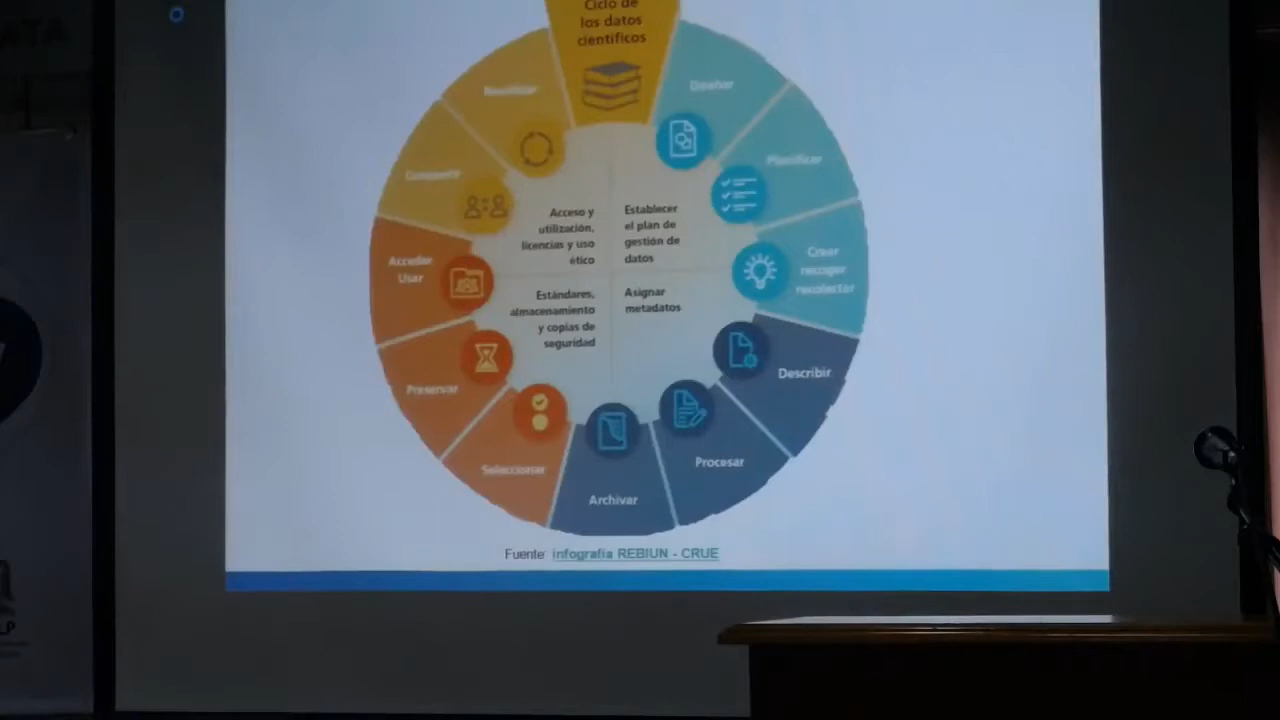 Ciclo de
los datos
científicos
Diseñar
Planificar
Crear
recoger
recolectar
Describir
Procesar
Archivar
Seleccionar
Preservar
Acceder
Usar
Compartir
Reutilizar
Acceso y
utilización,
licencias y uso
ético
Establecer
el plan de
gestión de
datos
Estándares,
almacenamiento
y copias de
seguridad
Asignar
metadatos
Fuente: infografía REBIUN - CRUE